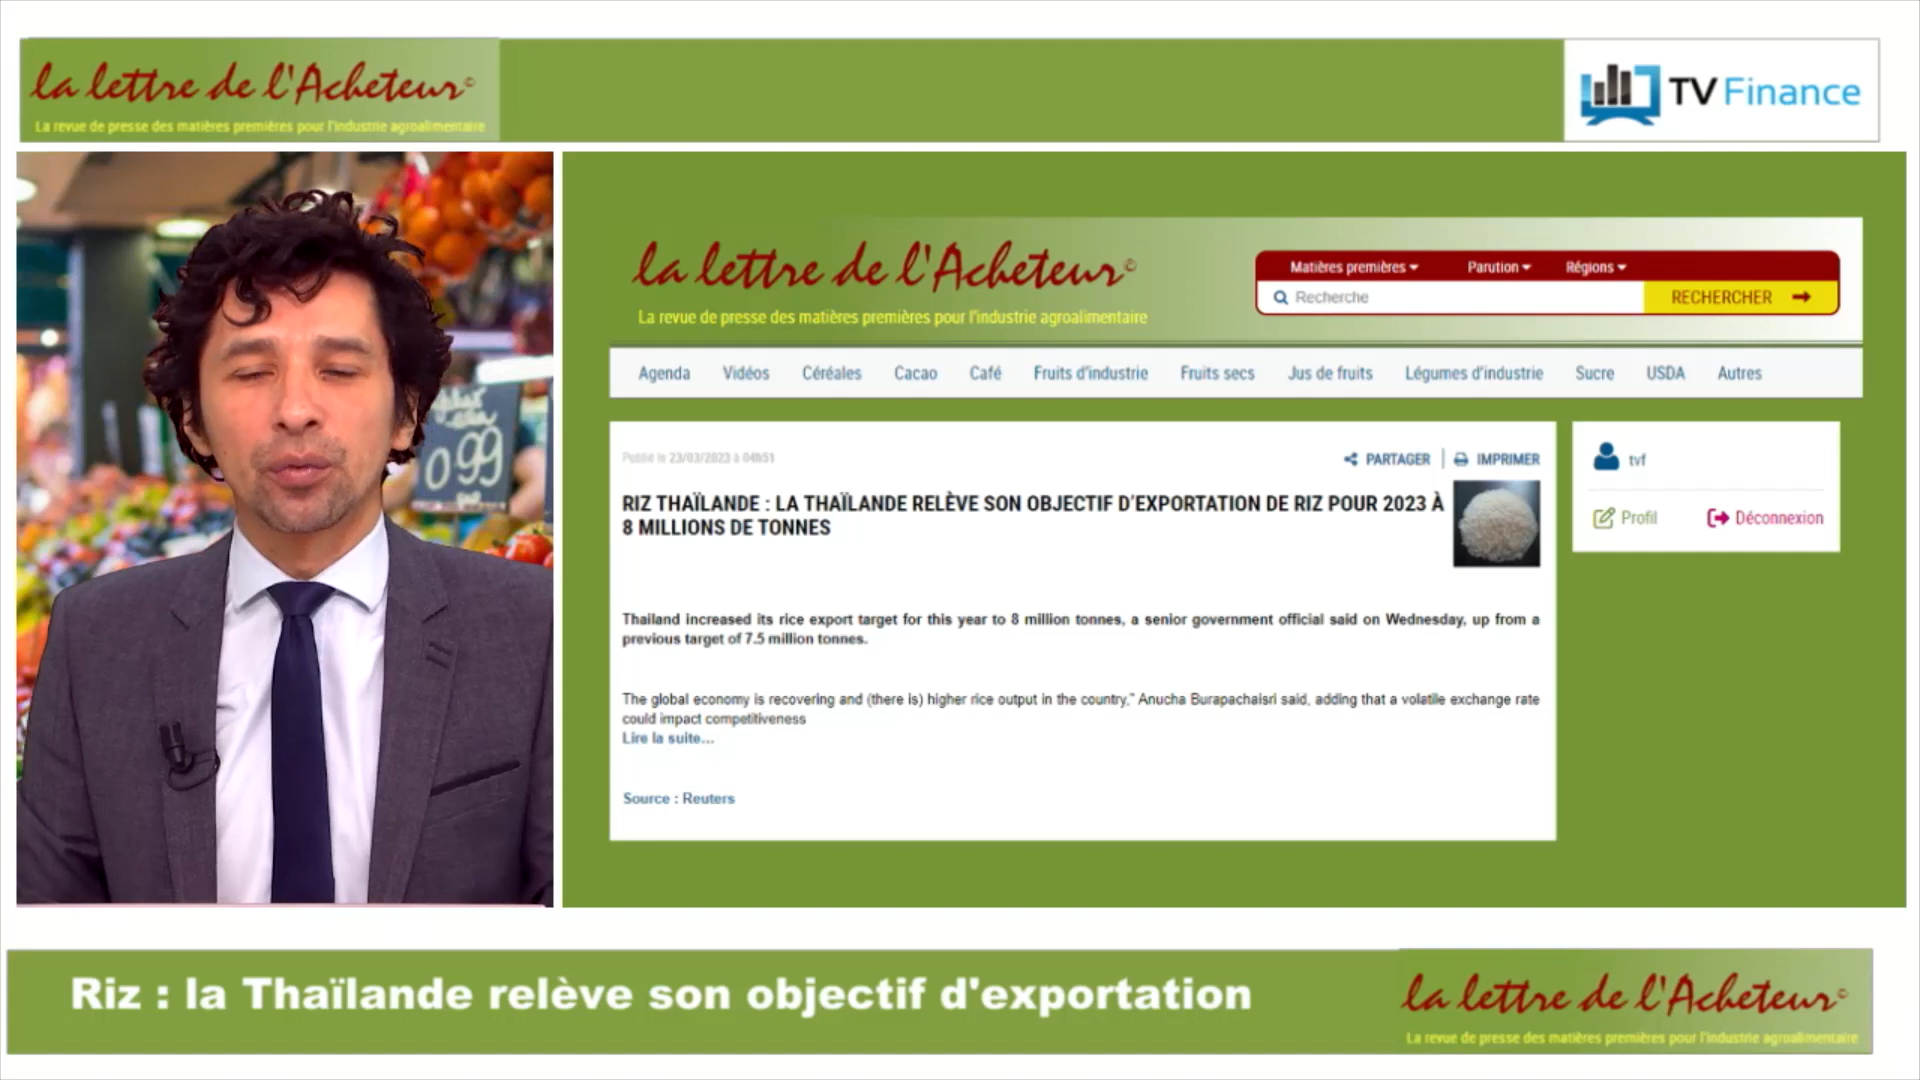 la lettre de l'Acheteur©
La revue de presse des matières premières pour l'industrie agroalimentaire
TV Finance
0,99
la lettre de l'Acheteur©
La revue de presse des matières premières pour l'industrie agroalimentaire
Matières premières Parution Régions
Recherche
RECHERCHER
Agenda Vidéos Céréales Cacao Café Fruits d'industrie Fruits secs Jus de fruits Légumes d'industrie Sucre USDA Autres
Publié le 23/03/2023 à 04h51
PARTAGER IMPRIMER
RIZ THAÏLANDE : LA THAÏLANDE RELÈVE SON OBJECTIF D'EXPORTATION DE RIZ POUR 2023 À
8 MILLIONS DE TONNES
Thailand increased its rice export target for this year to 8 million tonnes, a senior government official said on Wednesday, up from a
previous target of 7.5 million tonnes.
The global economy is recovering and (there is) higher rice output in the country," Anucha Burapachaisri said, adding that a volatile exchange rate
could impact competitiveness
Lire la suite...
Source : Reuters
tvf
Profil Déconnexion
Riz : la Thaïlande relève son objectif d'exportation
la lettre de l'Acheteur©
La revue de presse des matières premières pour l'industrie agroalimentaire